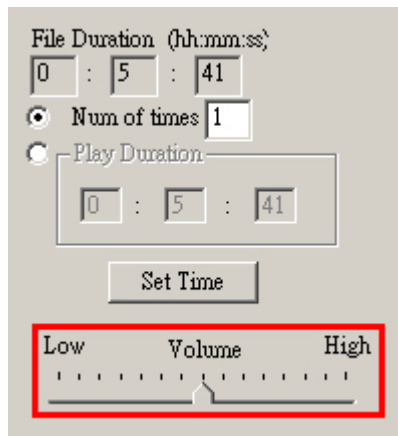 File Duration (hh:mm:ss)
0 : 5 : 41
Num of times 1
Play Duration
0 : 5 : 41
Set Time
Low Volume High